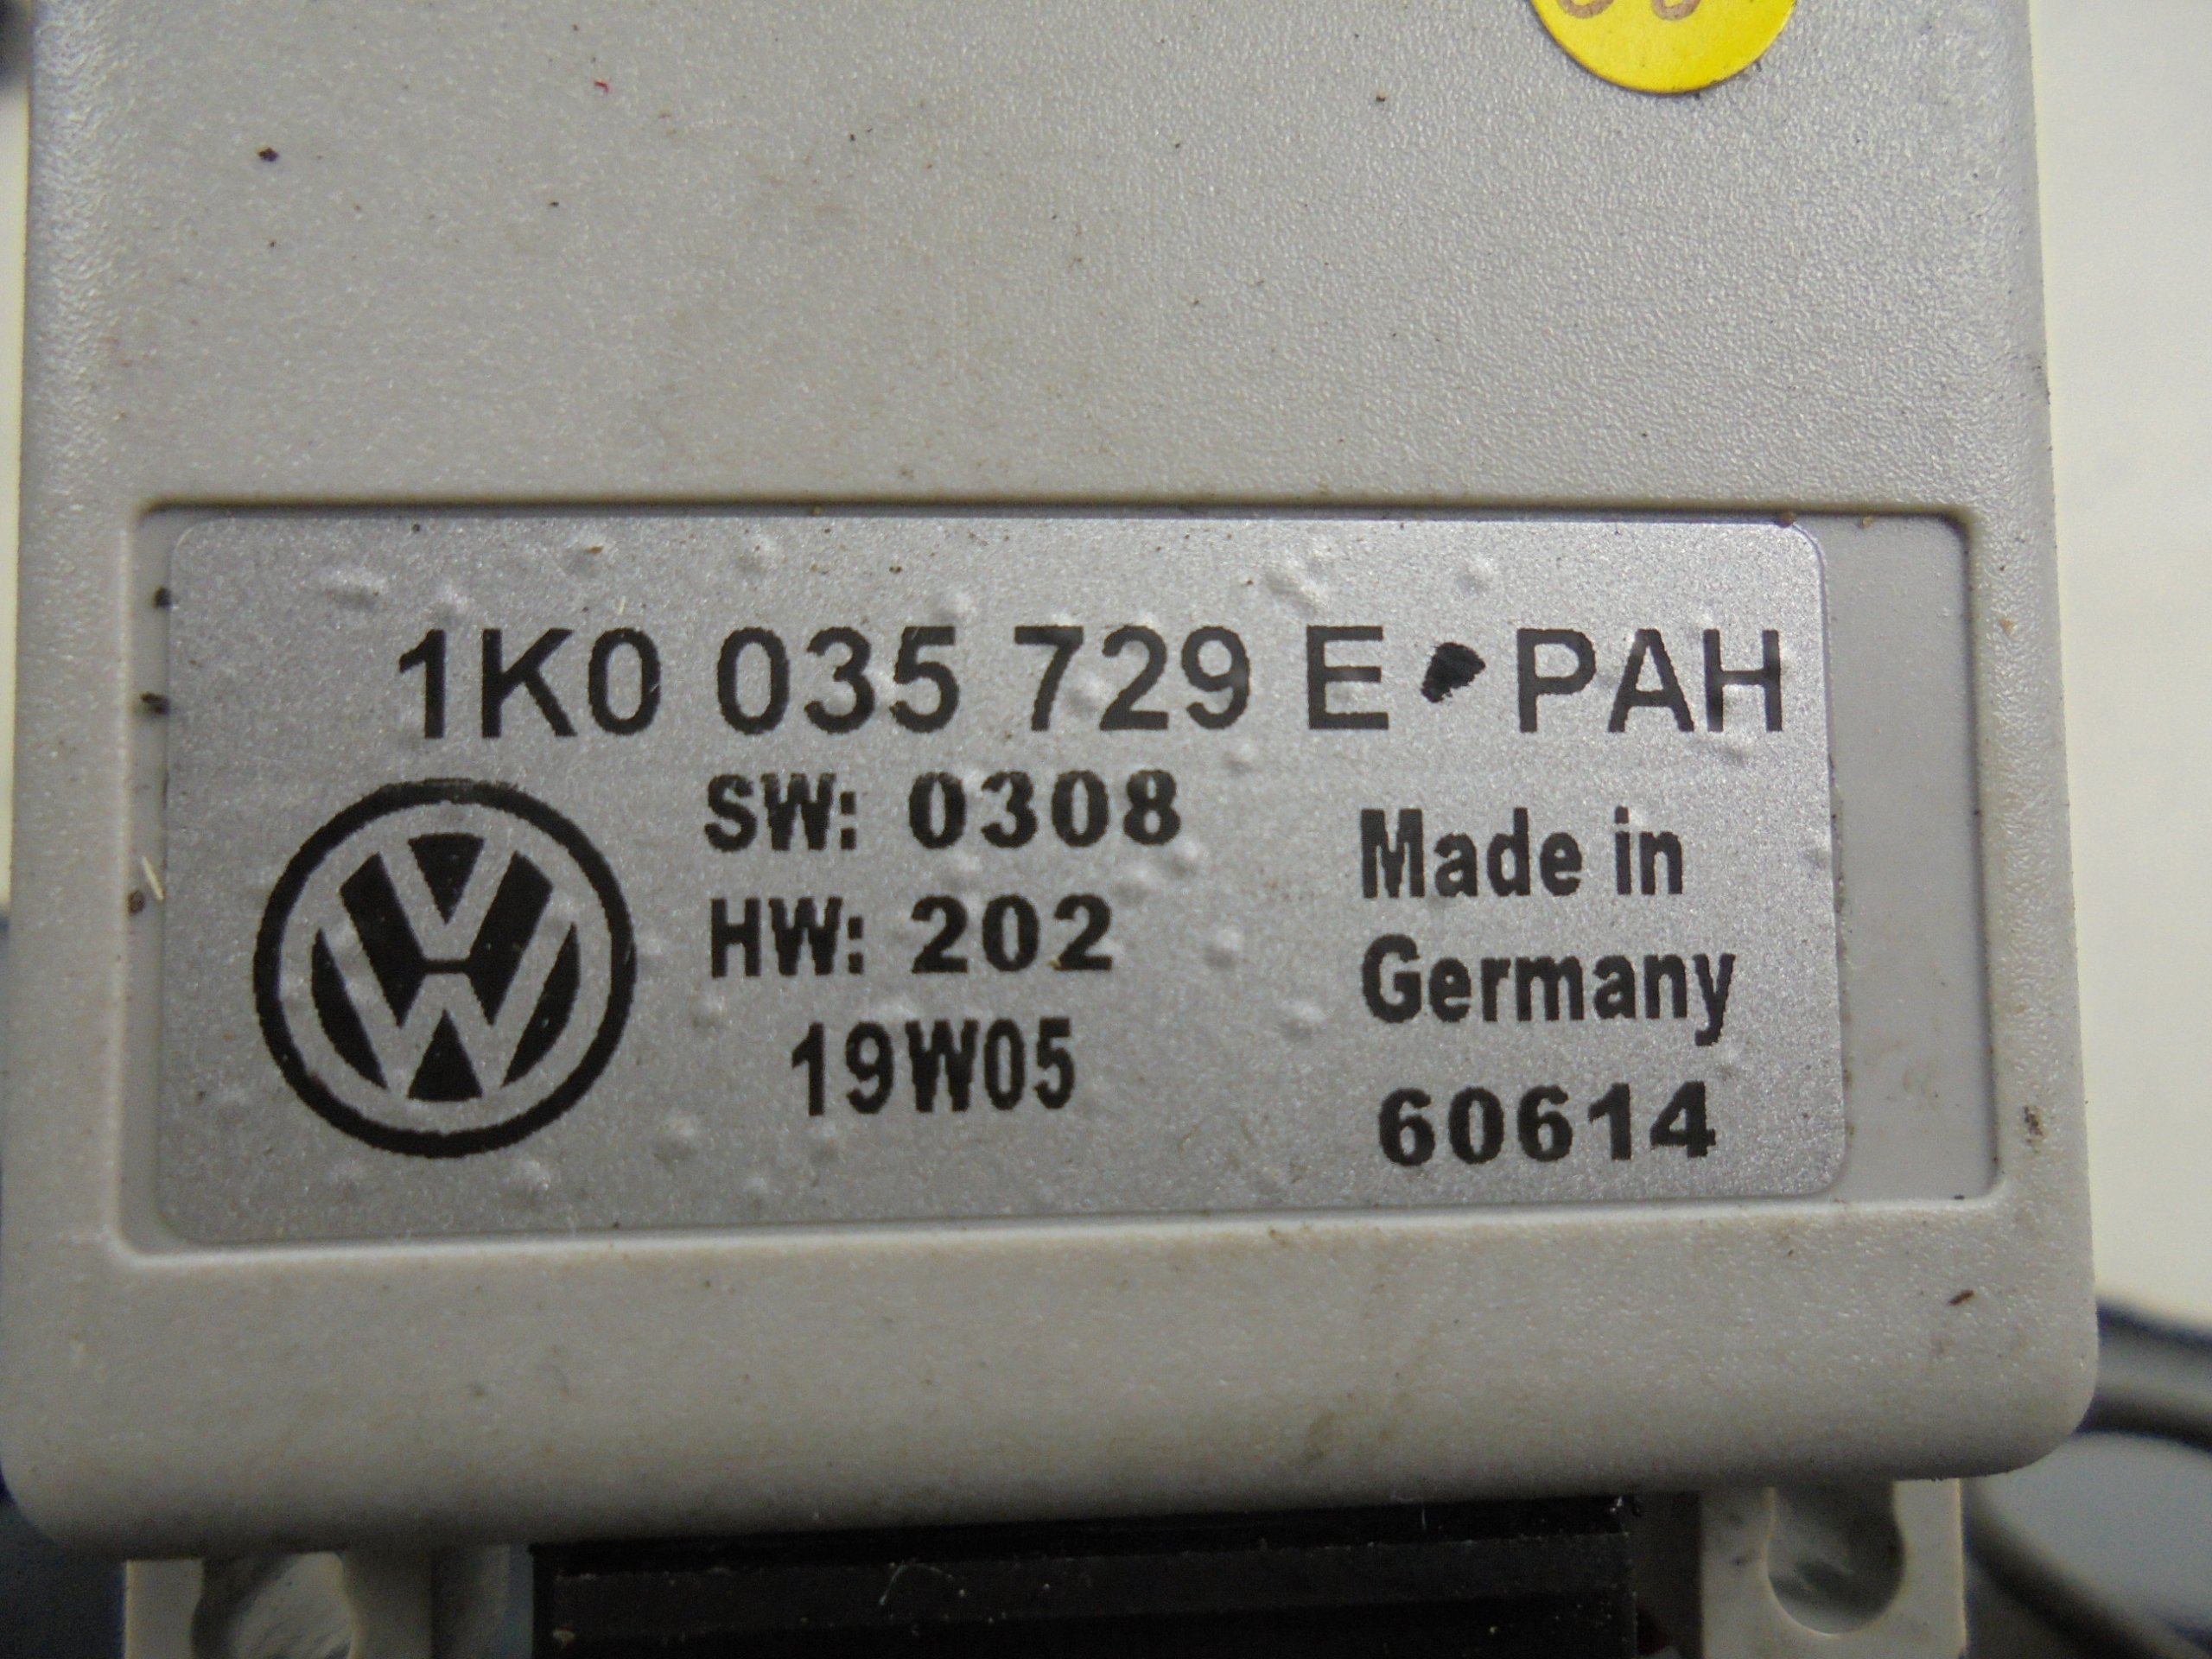 1K0 035 729 E PAH
SW: 0308
HW: 202
19W05
Made in
Germany
60614